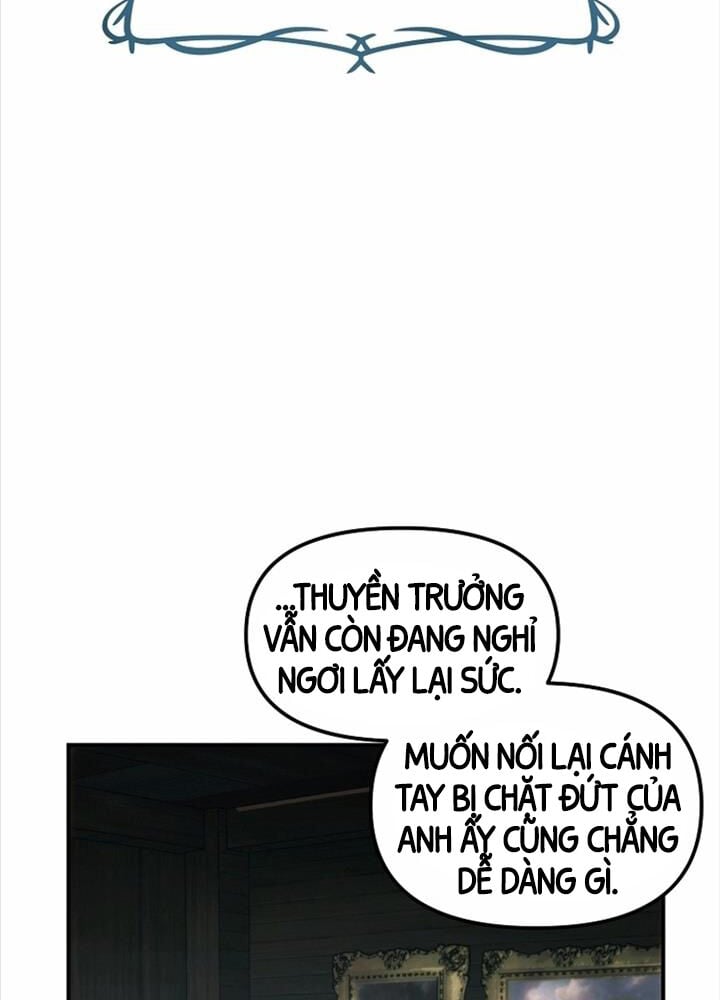 ...THUYỀN TRƯỞNG
VẪN CÒN ĐANG NGHỈ
NGƠI LẤY LẠI SỨC.
MUỐN NỐI LẠI CÁNH
TAY BỊ CHẶT ĐỨT CỦA
ANH ẤY CŨNG CHẲNG
DỄ DÀNG GÌ.